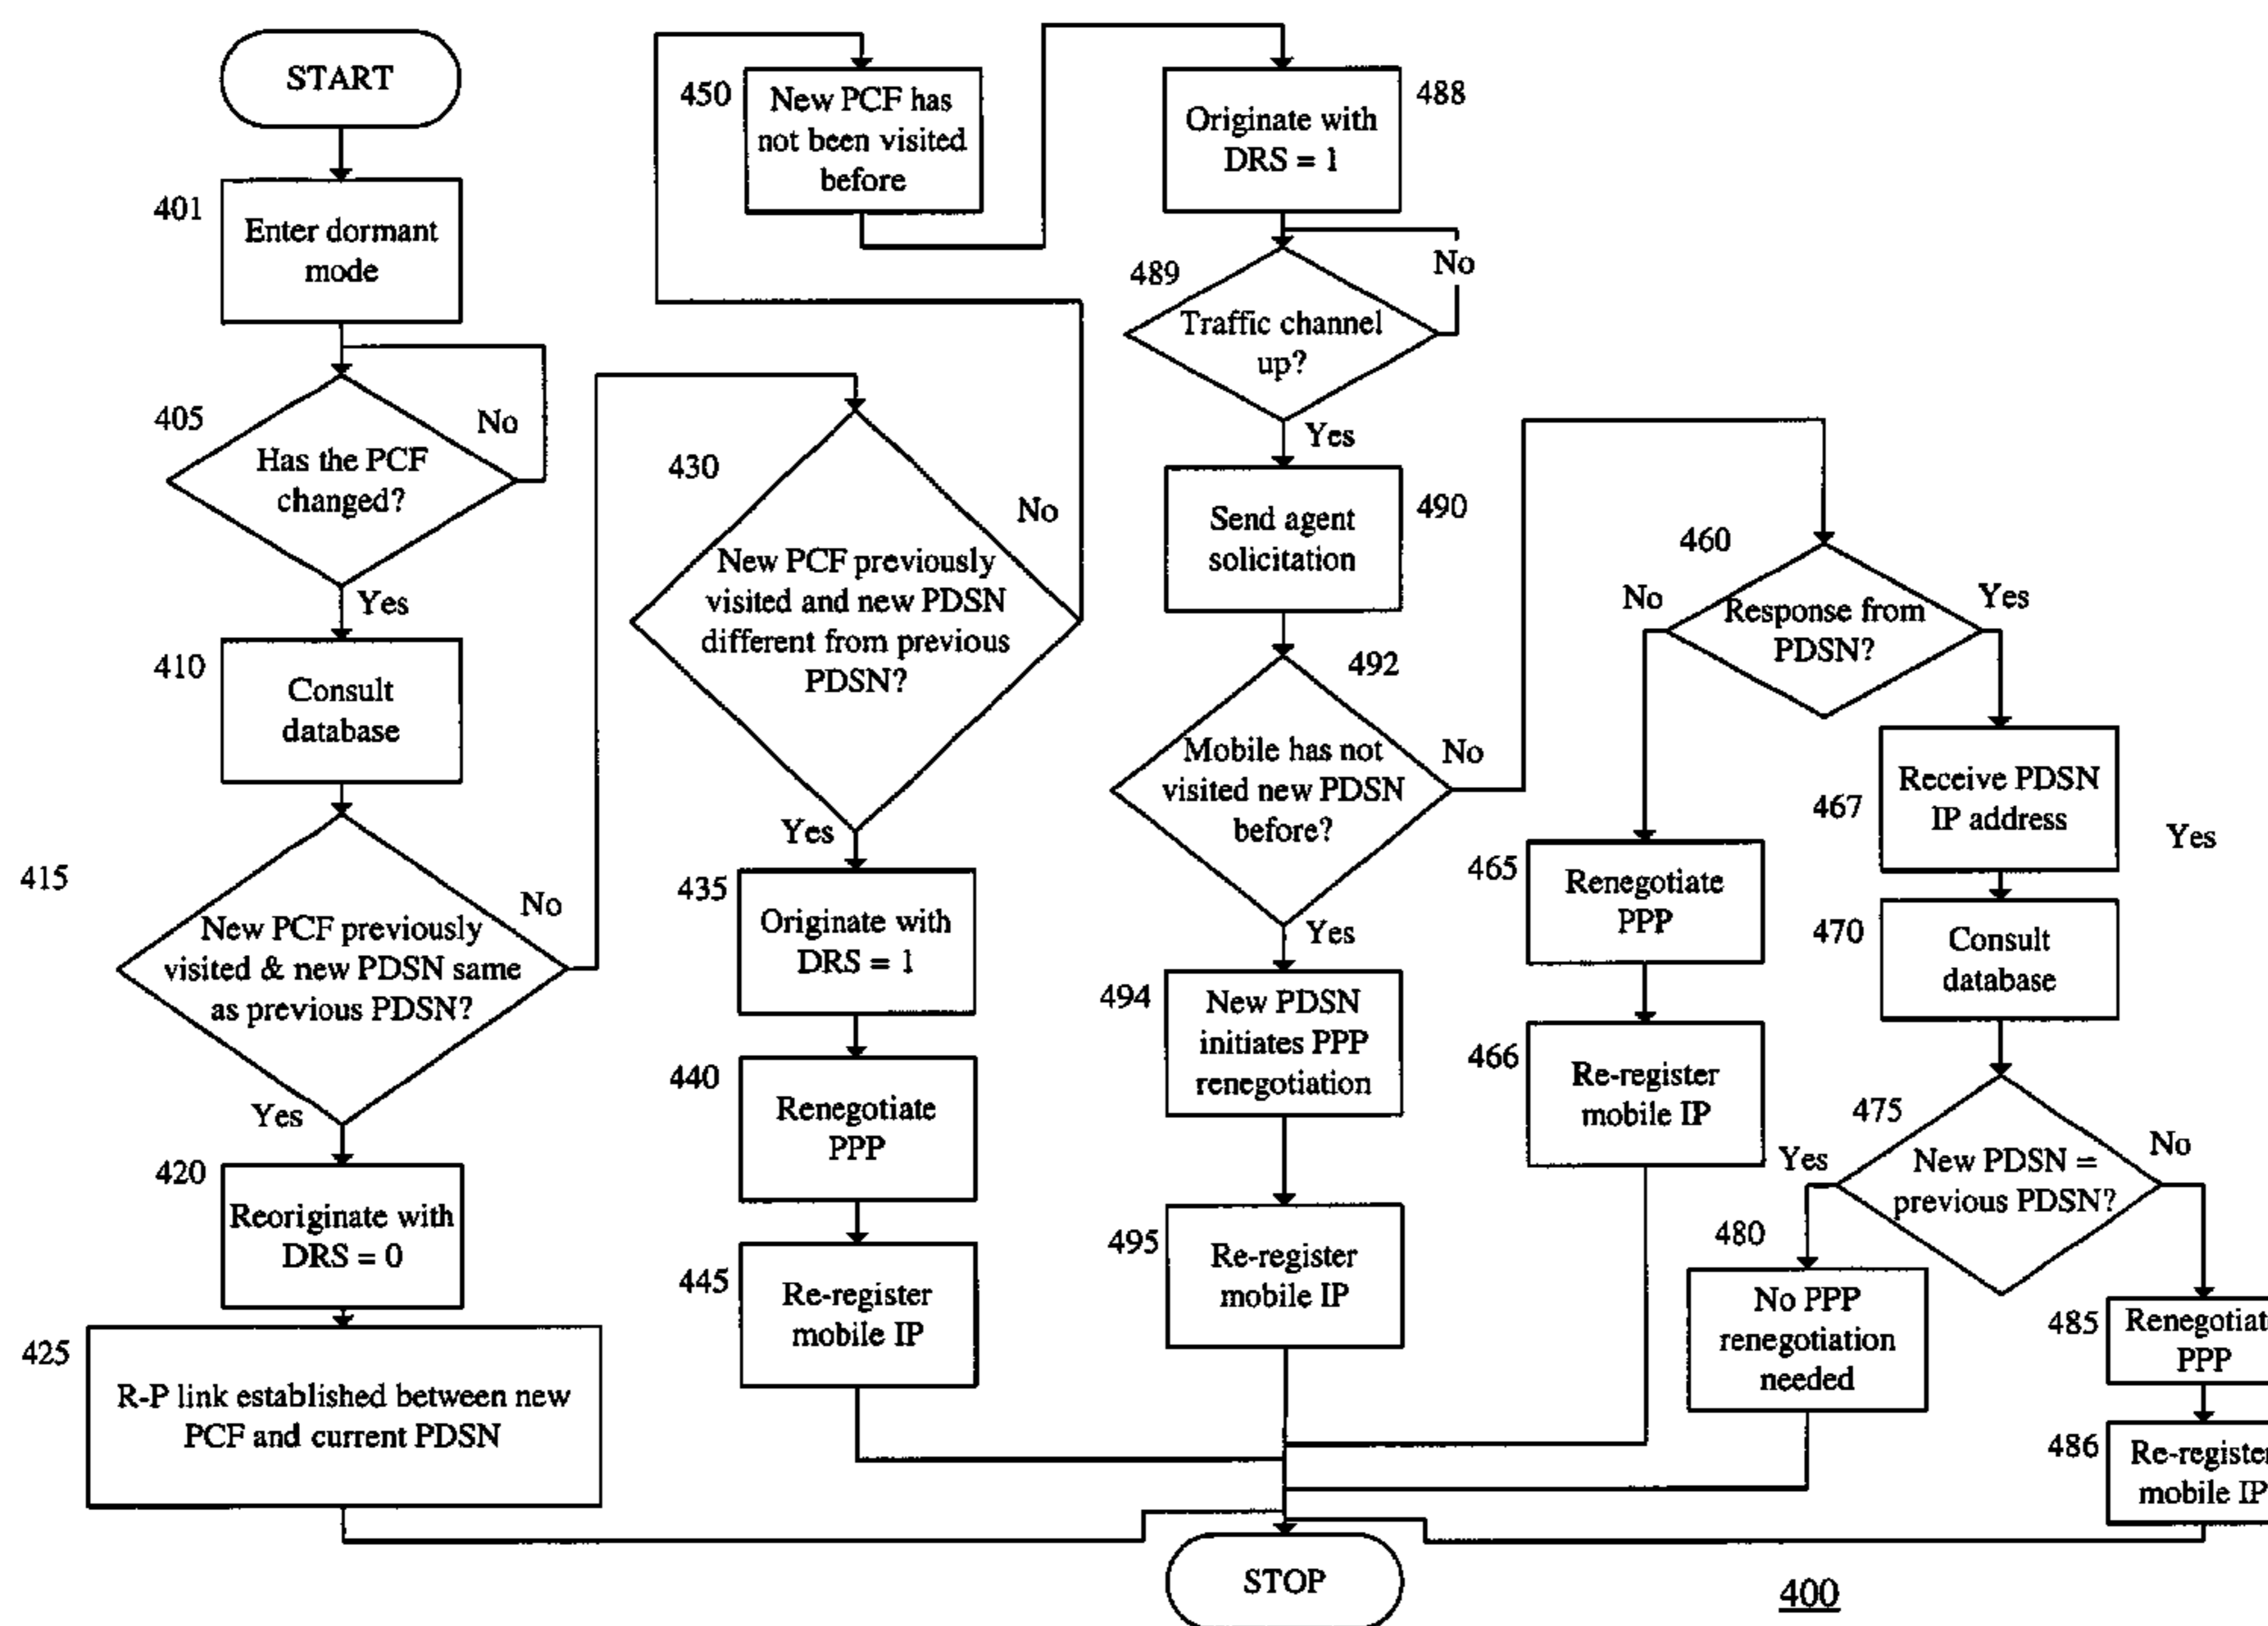 START
401
Enter dormant
mode
405
Has the PCF
changed?
No
Yes
410
Consult
database
415
New PCF previously
visited & new PDSN same
as previous PDSN?
No
Yes
420
Reoriginate with
DRS = 0
425
R-P link established between new
PCF and current PDSN
430
New PCF previously
visited and new PDSN
different from previous
PDSN?
No
Yes
435
Originate with
DRS = 1
440
Renegotiate
PPP
445
Re-register
mobile IP
450
New PCF has
not been visited
before
488
Originate with
DRS = 1
489
Traffic channel
up?
No
Yes
490
Send agent
solicitation
492
Mobile has not
visited new PDSN
before?
No
Yes
494
New PDSN
initiates PPP
renegotiation
495
Re-register
mobile IP
460
Response from
PDSN?
No
Yes
465
Renegotiate
PPP
466
Re-register
mobile IP
467
Receive PDSN
IP address
Yes
470
Consult
database
475
New PDSN =
previous PDSN?
Yes
No
480
No PPP
renegotiation
needed
485
Renegotiate
PPP
486
Re-register
mobile IP
STOP
400